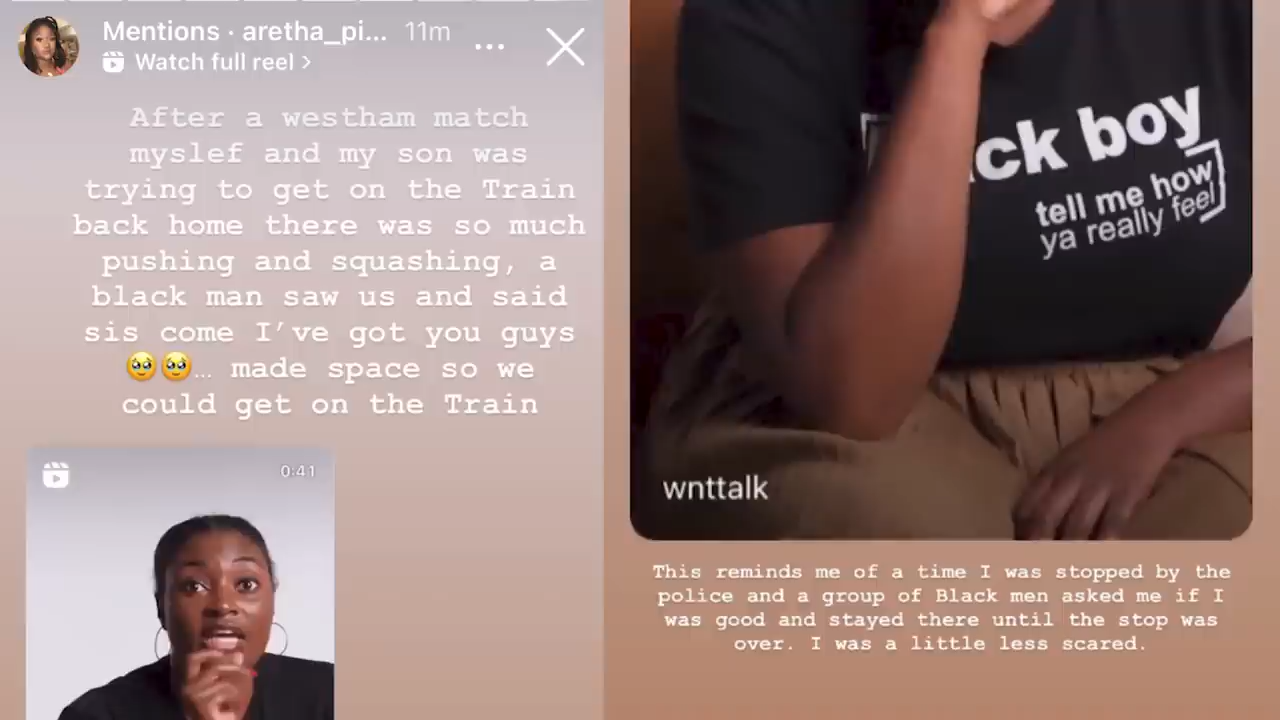 Mentions · aretha_pi... 11m
Watch full reel >
After a westham match
myslef and my son was
trying to get on the Train
back home there was so much
pushing and squashing, a
black man saw us and said
sis come I've got you guys
🥹🥹… made space so we
could get on the Train
0:41
ck boy
tell me how
ya really feel
wnttalk
This reminds me of a time I was stopped by the
police and a group of Black men asked me if I
was good and stayed there until the stop was
over. I was a little less scared.